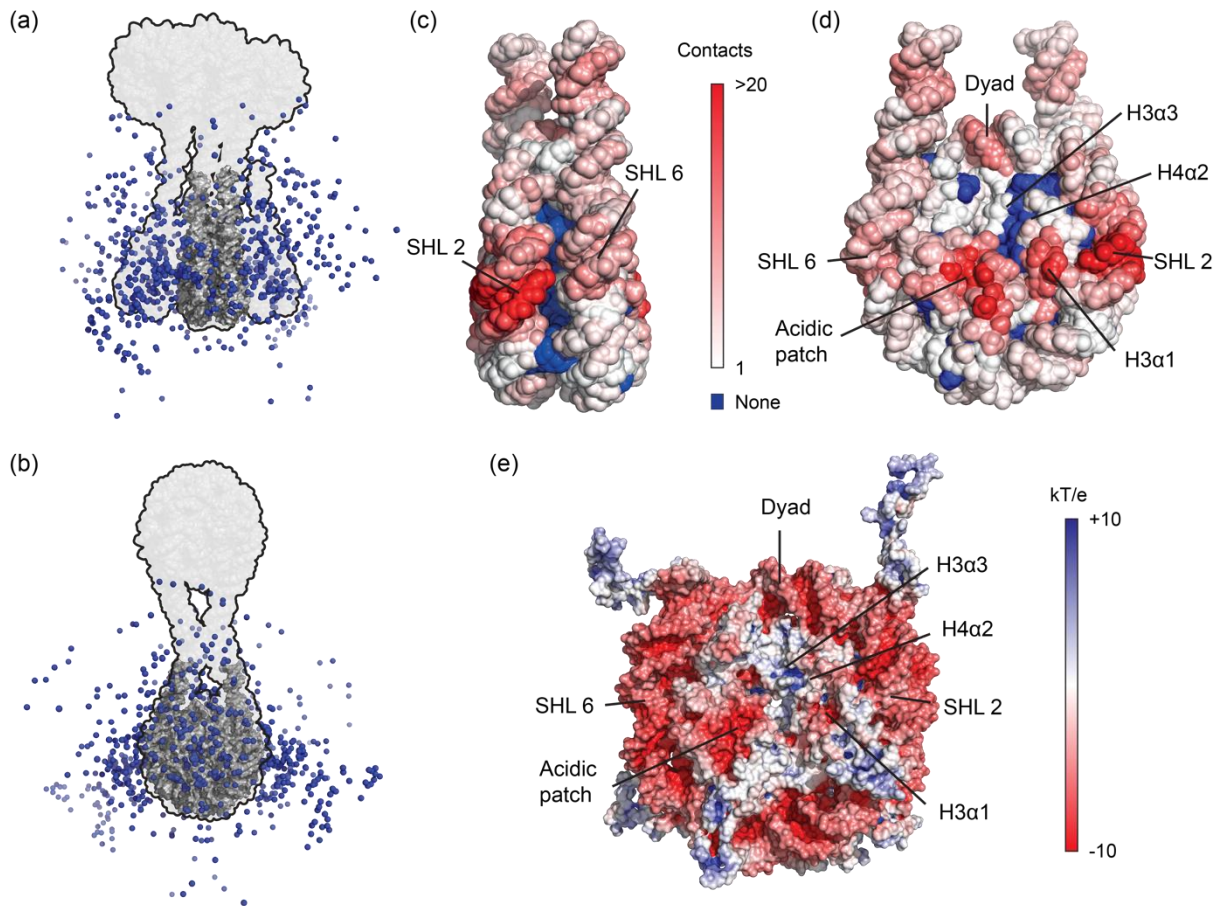 (a)
(c)
Contacts
>20
1
None
SHL 2
SHL 6
(d)
Dyad
H3α3
H4α2
SHL 6
SHL 2
Acidic
patch
H3α1
(b)
(e)
Dyad
H3α3
H4α2
SHL 6
SHL 2
Acidic
patch
H3α1
kT/e
+10
-10